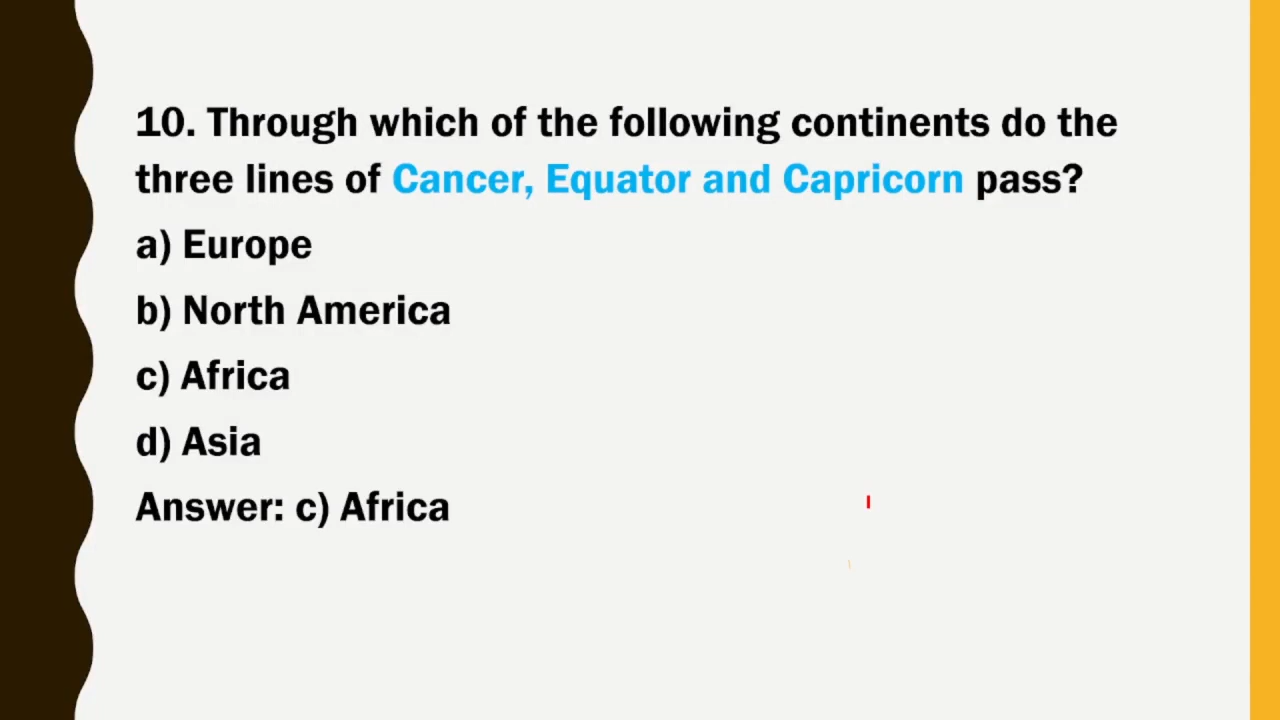 10. Through which of the following continents do the
three lines of Cancer, Equator and Capricorn pass?
a) Europe
b) North America
c) Africa
d) Asia
Answer: c) Africa